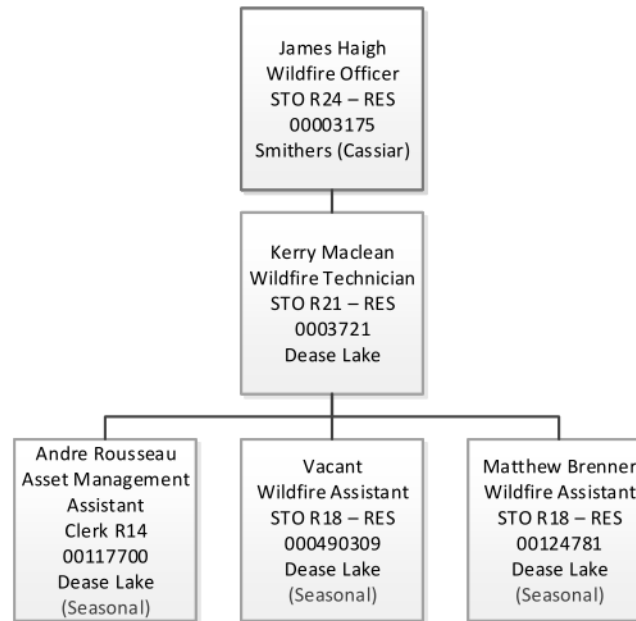 James Haigh
Wildfire Officer
STO R24 – RES
00003175
Smithers (Cassiar)
Kerry Maclean
Wildfire Technician
STO R21 – RES
0003721
Dease Lake
Andre Rousseau
Asset Management
Assistant
Clerk R14
00117700
Dease Lake
(Seasonal)
Vacant
Wildfire Assistant
STO R18 – RES
000490309
Dease Lake
(Seasonal)
Matthew Brenner
Wildfire Assistant
STO R18 – RES
00124781
Dease Lake
(Seasonal)